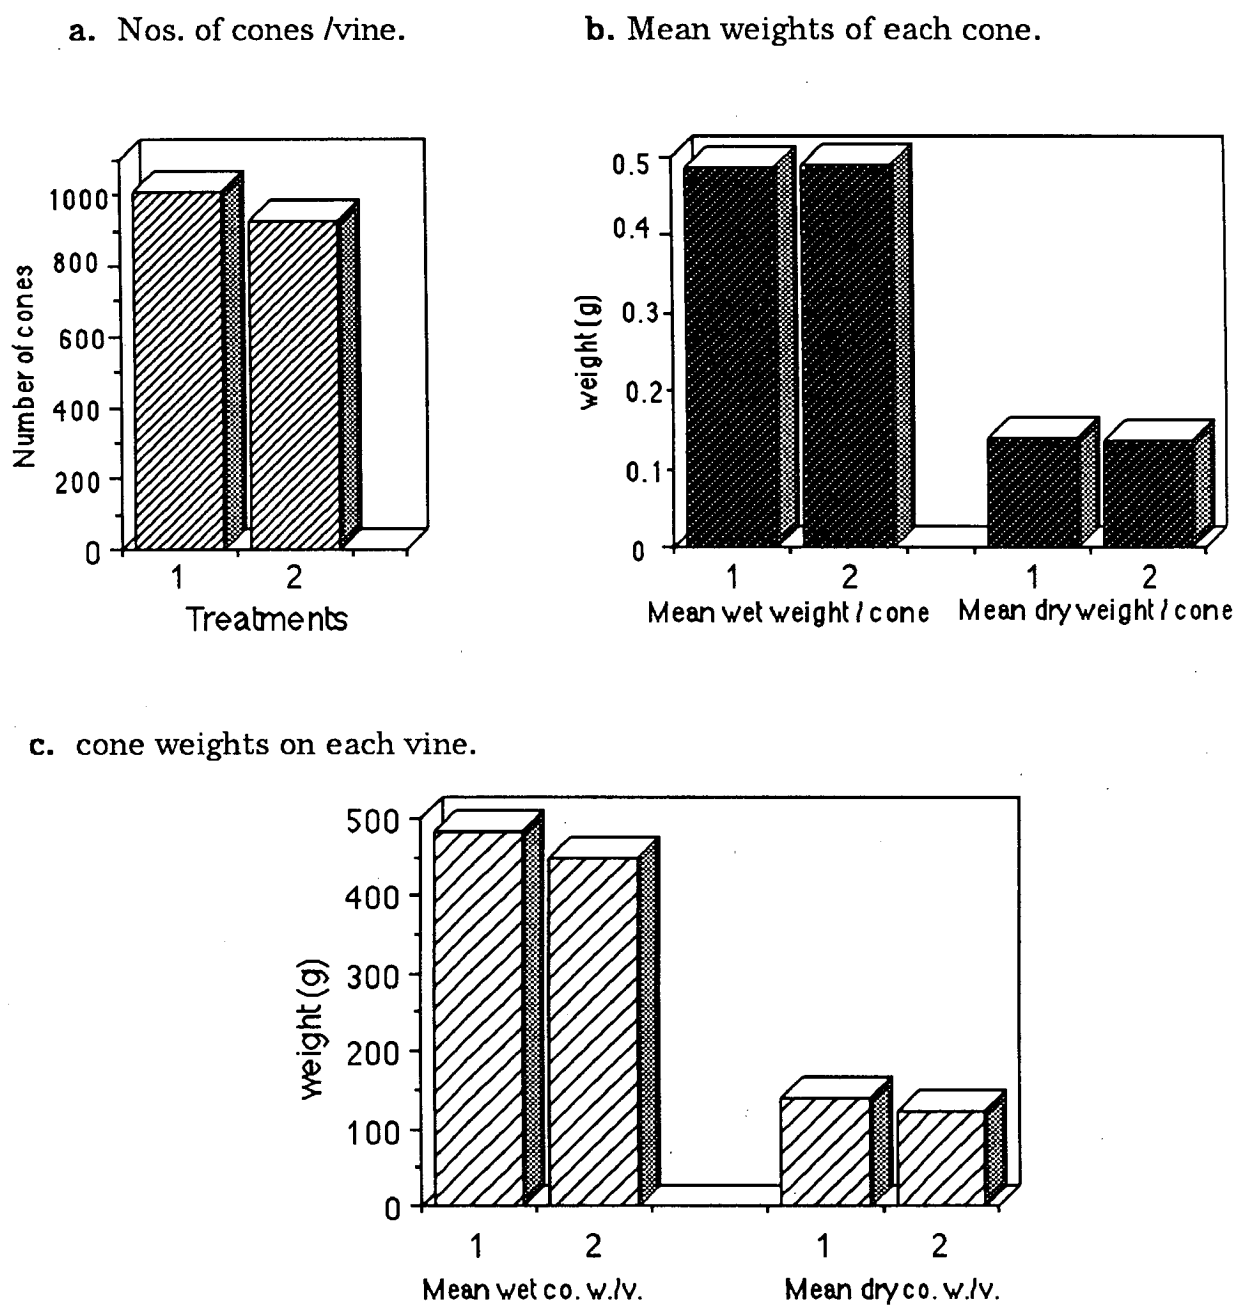 a. Nos. of cones /vine.
b. Mean weights of each cone.
Number of cones
1000
800
600
400
200
0
1 2
Treatments
weight (g)
0.5
0.4
0.3
0.2
0.1
0
1 2 1 2
Mean wet weight / cone Mean dry weight / cone
c. cone weights on each vine.
weight (g)
500
400
300
200
100
0
1 2 1 2
Mean wet co. w./v. Mean dry co. w./v.